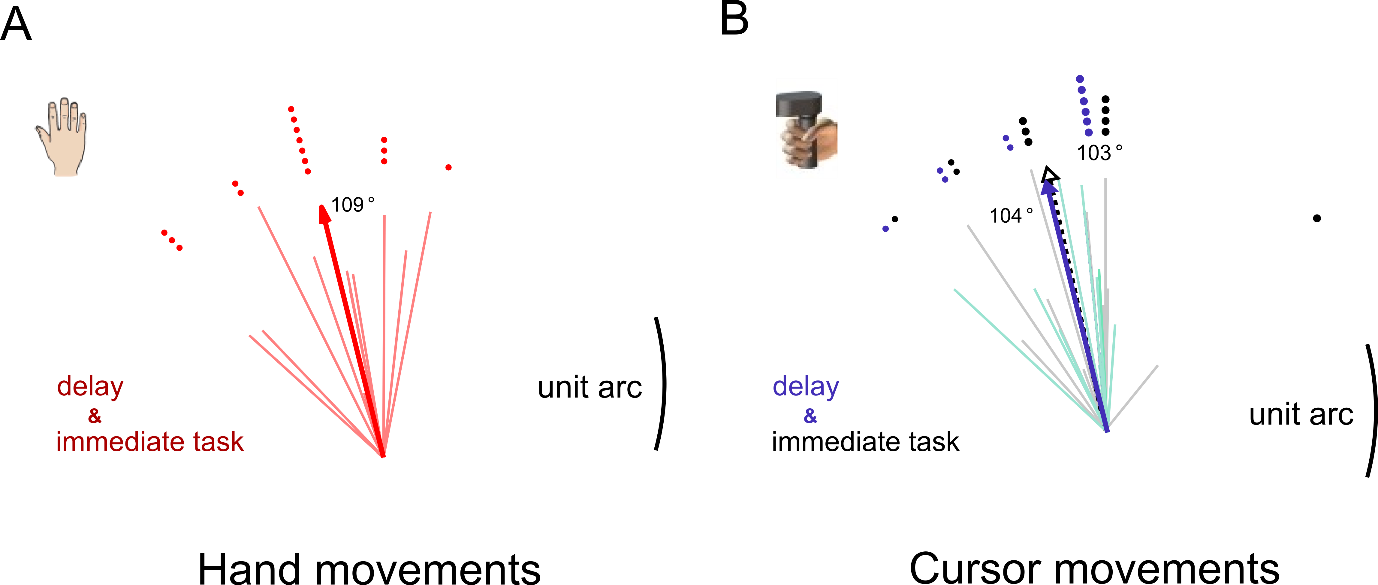 A
B
103°
109°
104°
delay
&
immediate task
unit arc
delay
&
immediate task
unit arc
Hand movements
Cursor movements